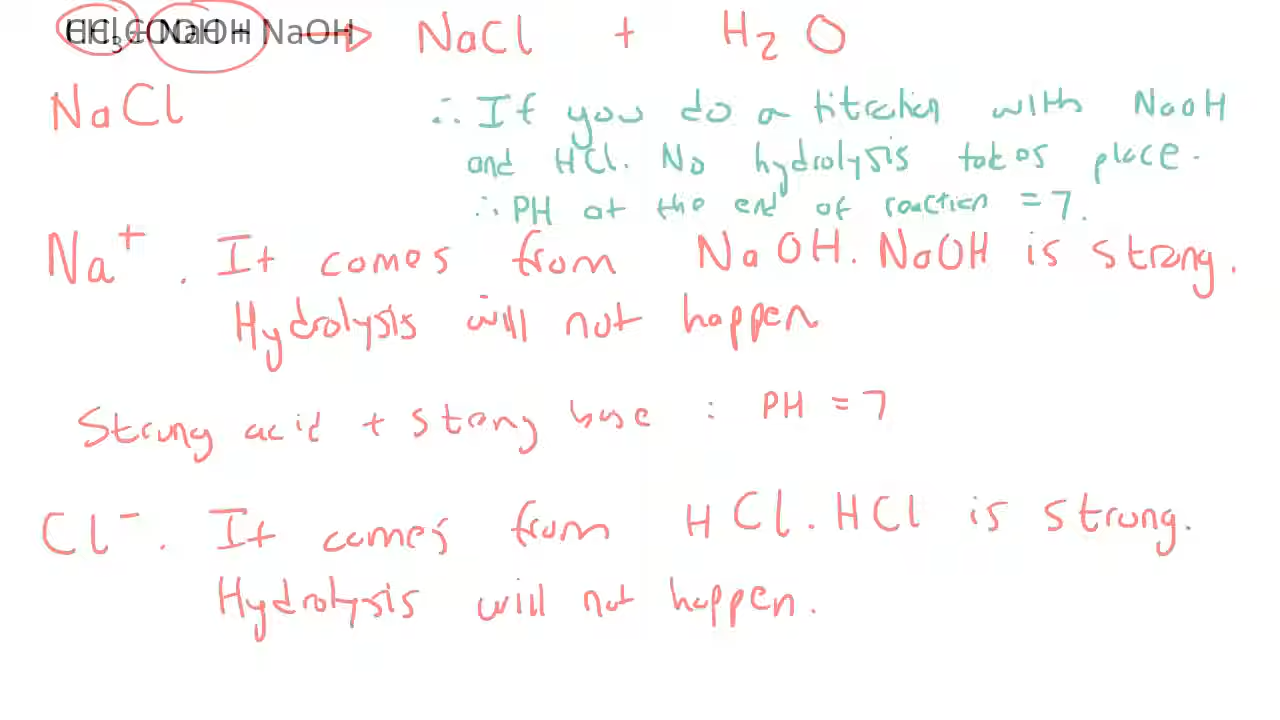 NaOH → NaCl + H2O
NaCl
∴ If you do a titration with NaOH
and HCl. No hydrolysis takes place.
∴ PH at the end of reaction = 7.
Na+. It comes from NaOH. NaOH is strong.
Hydrolysis will not happen
Strong acid + strong base : PH = 7
Cl-. It comes from HCl. HCl is strong.
Hydrolysis will not happen.